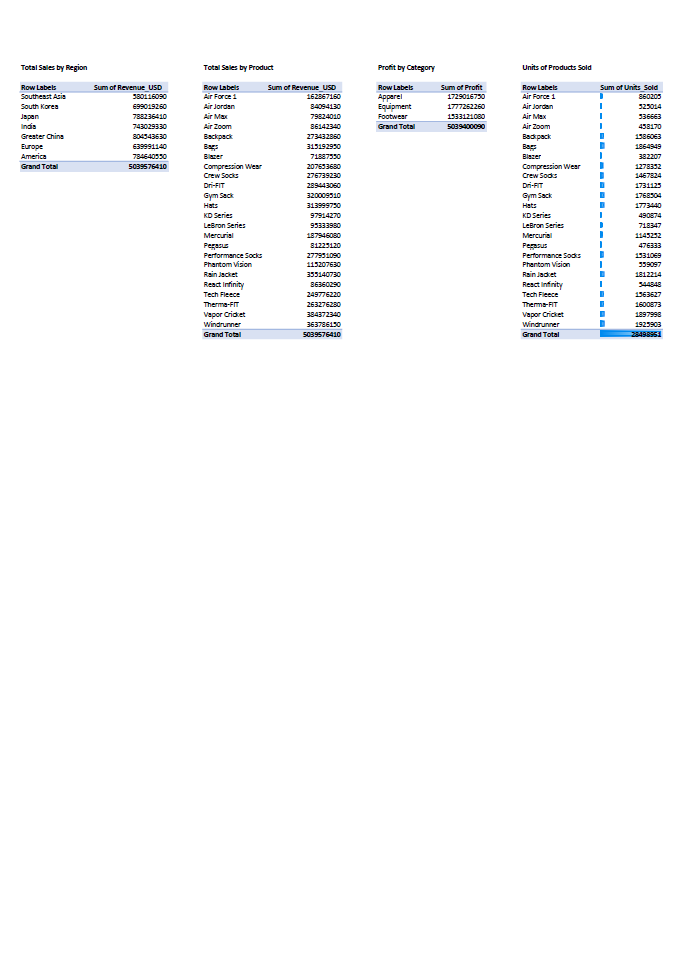 Total Sales by Region
Row Labels Sum of Revenue_USD
Southeast Asia 580116090
South Korea 699019260
Japan 788236410
India 743029330
Greater China 804543630
Europe 639991140
America 784640550
Grand Total 5039576410
Total Sales by Product
Row Labels Sum of Revenue_USD
Air Force 1 162867160
Air Jordan 84094130
Air Max 79824010
Air Zoom 86142340
Backpack 273432860
Bags 315192950
Blazer 71887550
Compression Wear 207653680
Crew Socks 276739230
Dri-FIT 289443060
Gym Sack 320009510
Hats 313999750
KD Series 97914270
LeBron Series 95333980
Mercurial 187946080
Pegasus 81225120
Performance Socks 277951090
Phantom Vision 115207630
Rain Jacket 355140730
React Infinity 86360290
Tech Fleece 249776220
Therma-FIT 263276280
Vapor Cricket 384372340
Windrunner 363786150
Grand Total 5039576410
Profit by Category
Row Labels Sum of Profit
Apparel 1729016750
Equipment 1777262260
Footwear 1533121080
Grand Total 5039400090
Units of Products Sold
Row Labels Sum of Units_Sold
Air Force 1 860205
Air Jordan 525014
Air Max 536663
Air Zoom 458170
Backpack 1586063
Bags 1864949
Blazer 382207
Compression Wear 1278352
Crew Socks 1467824
Dri-FIT 1731125
Gym Sack 1768504
Hats 1773440
KD Series 490874
LeBron Series 718347
Mercurial 1145252
Pegasus 476333
Performance Socks 1531069
Phantom Vision 559097
Rain Jacket 1812214
React Infinity 544848
Tech Fleece 1563627
Therma-FIT 1600873
Vapor Cricket 1897998
Windrunner 1925903
Grand Total 28498951